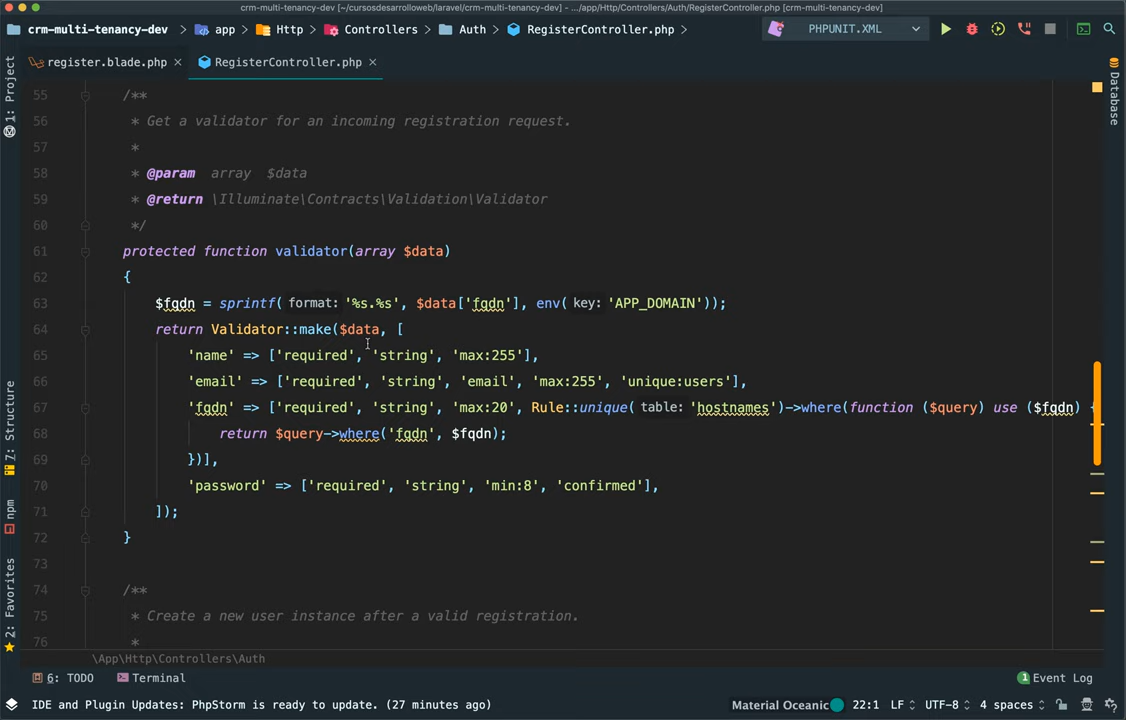 crm-multi-tenancy-dev [~/cursosdesarrolloweb/laravel/crm-multi-tenancy-dev] - .../app/Http/Controllers/Auth/RegisterController.php [crm-multi-tenancy-dev]
crm-multi-tenancy-dev app Http Controllers Auth RegisterController.php PHPUNIT.XML
register.blade.php RegisterController.php
1: Project
7: Structure
npm
2: Favorites
Database
55 /**
56 * Get a validator for an incoming registration request.
57 *
58 * @param array $data
59 * @return \Illuminate\Contracts\Validation\Validator
60 */
61 protected function validator(array $data)
62 {
63 $fqdn = sprintf( format: '%s.%s', $data['fqdn'], env( key: 'APP_DOMAIN'));
64 return Validator::make($data, [
65 'name' => ['required', 'string', 'max:255'],
66 'email' => ['required', 'string', 'email', 'max:255', 'unique:users'],
67 'fqdn' => ['required', 'string', 'max:20', Rule::unique( table: 'hostnames')->where(function ($query) use ($fqdn) {
68 return $query->where('fqdn', $fqdn);
69 })],
70 'password' => ['required', 'string', 'min:8', 'confirmed'],
71 ]);
72 }
73
74 /**
75 * Create a new user instance after a valid registration.
76 *
\App\Http\Controllers\Auth
6: TODO Terminal 1 Event Log
IDE and Plugin Updates: PhpStorm is ready to update. (27 minutes ago) Material Oceanic 22:1 LF UTF-8 4 spaces